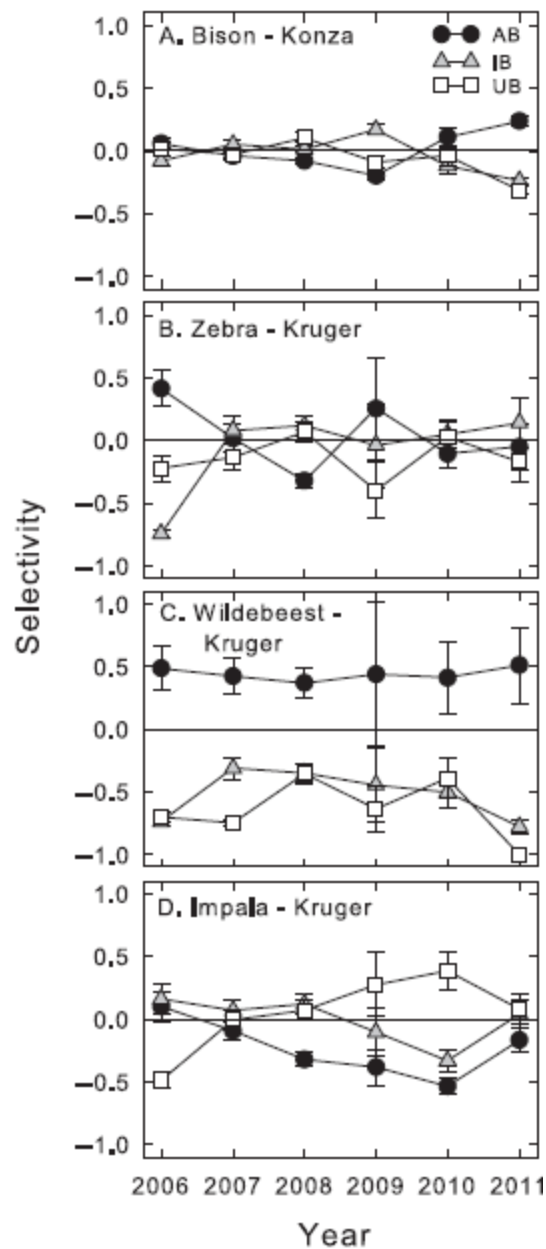 1.0
A. Bison - Konza
AB
IB
UB
0.5
0.0
−0.5
−1.0
B. Zebra - Kruger
1.0
0.5
0.0
−0.5
−1.0
C. Wildebeest -
Kruger
1.0
0.5
0.0
−0.5
−1.0
D. Impala - Kruger
1.0
0.5
0.0
−0.5
−1.0
Selectivity
2006 2007 2008 2009 2010 2011
Year